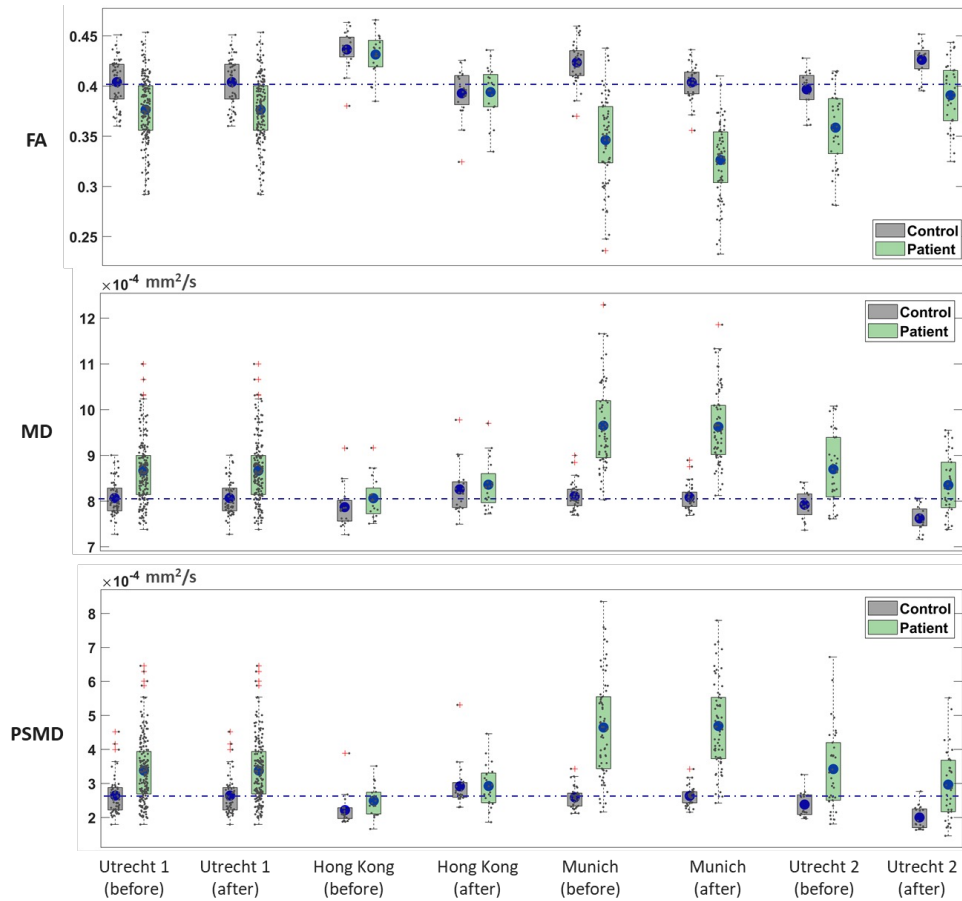 0.45
0.4
FA
0.35
0.3
0.25
Control
Patient
×10⁻⁴ mm²/s
12
11
10
MD
9
8
7
Control
Patient
×10⁻⁴ mm²/s
8
7
6
5
PSMD
4
3
2
Control
Patient
Utrecht 1 Utrecht 1 Hong Kong Hong Kong Munich Munich Utrecht 2 Utrecht 2
(before) (after) (before) (after) (before) (after) (before) (after)